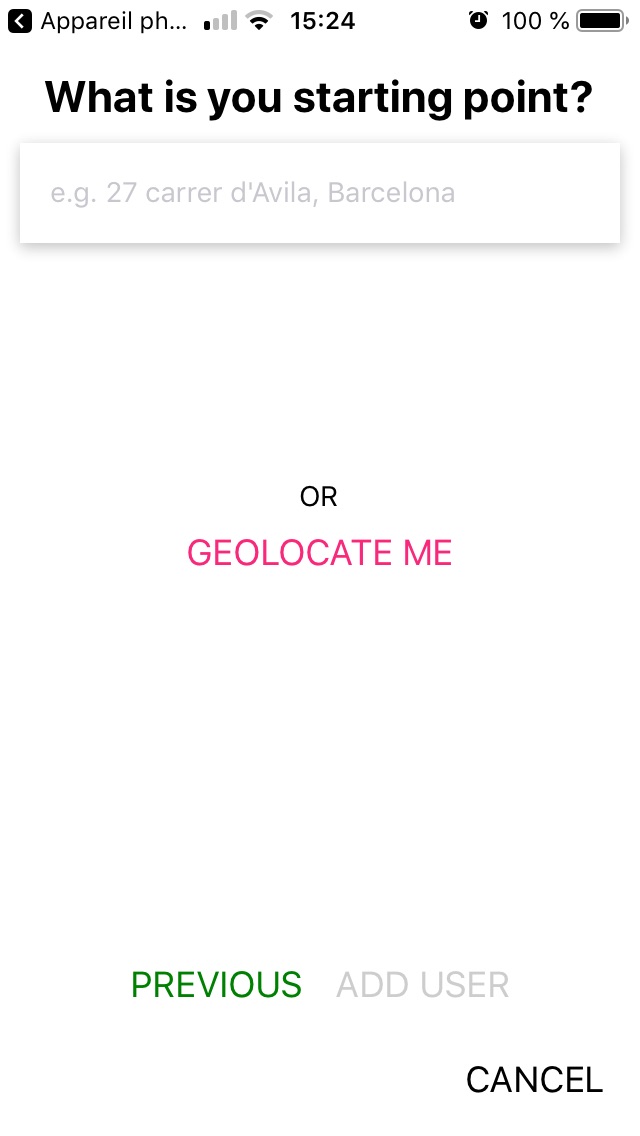 Appareil ph... 15:24 100 %
What is you starting point?
e.g. 27 carrer d'Avila, Barcelona
OR
GEOLOCATE ME
PREVIOUS ADD USER
CANCEL